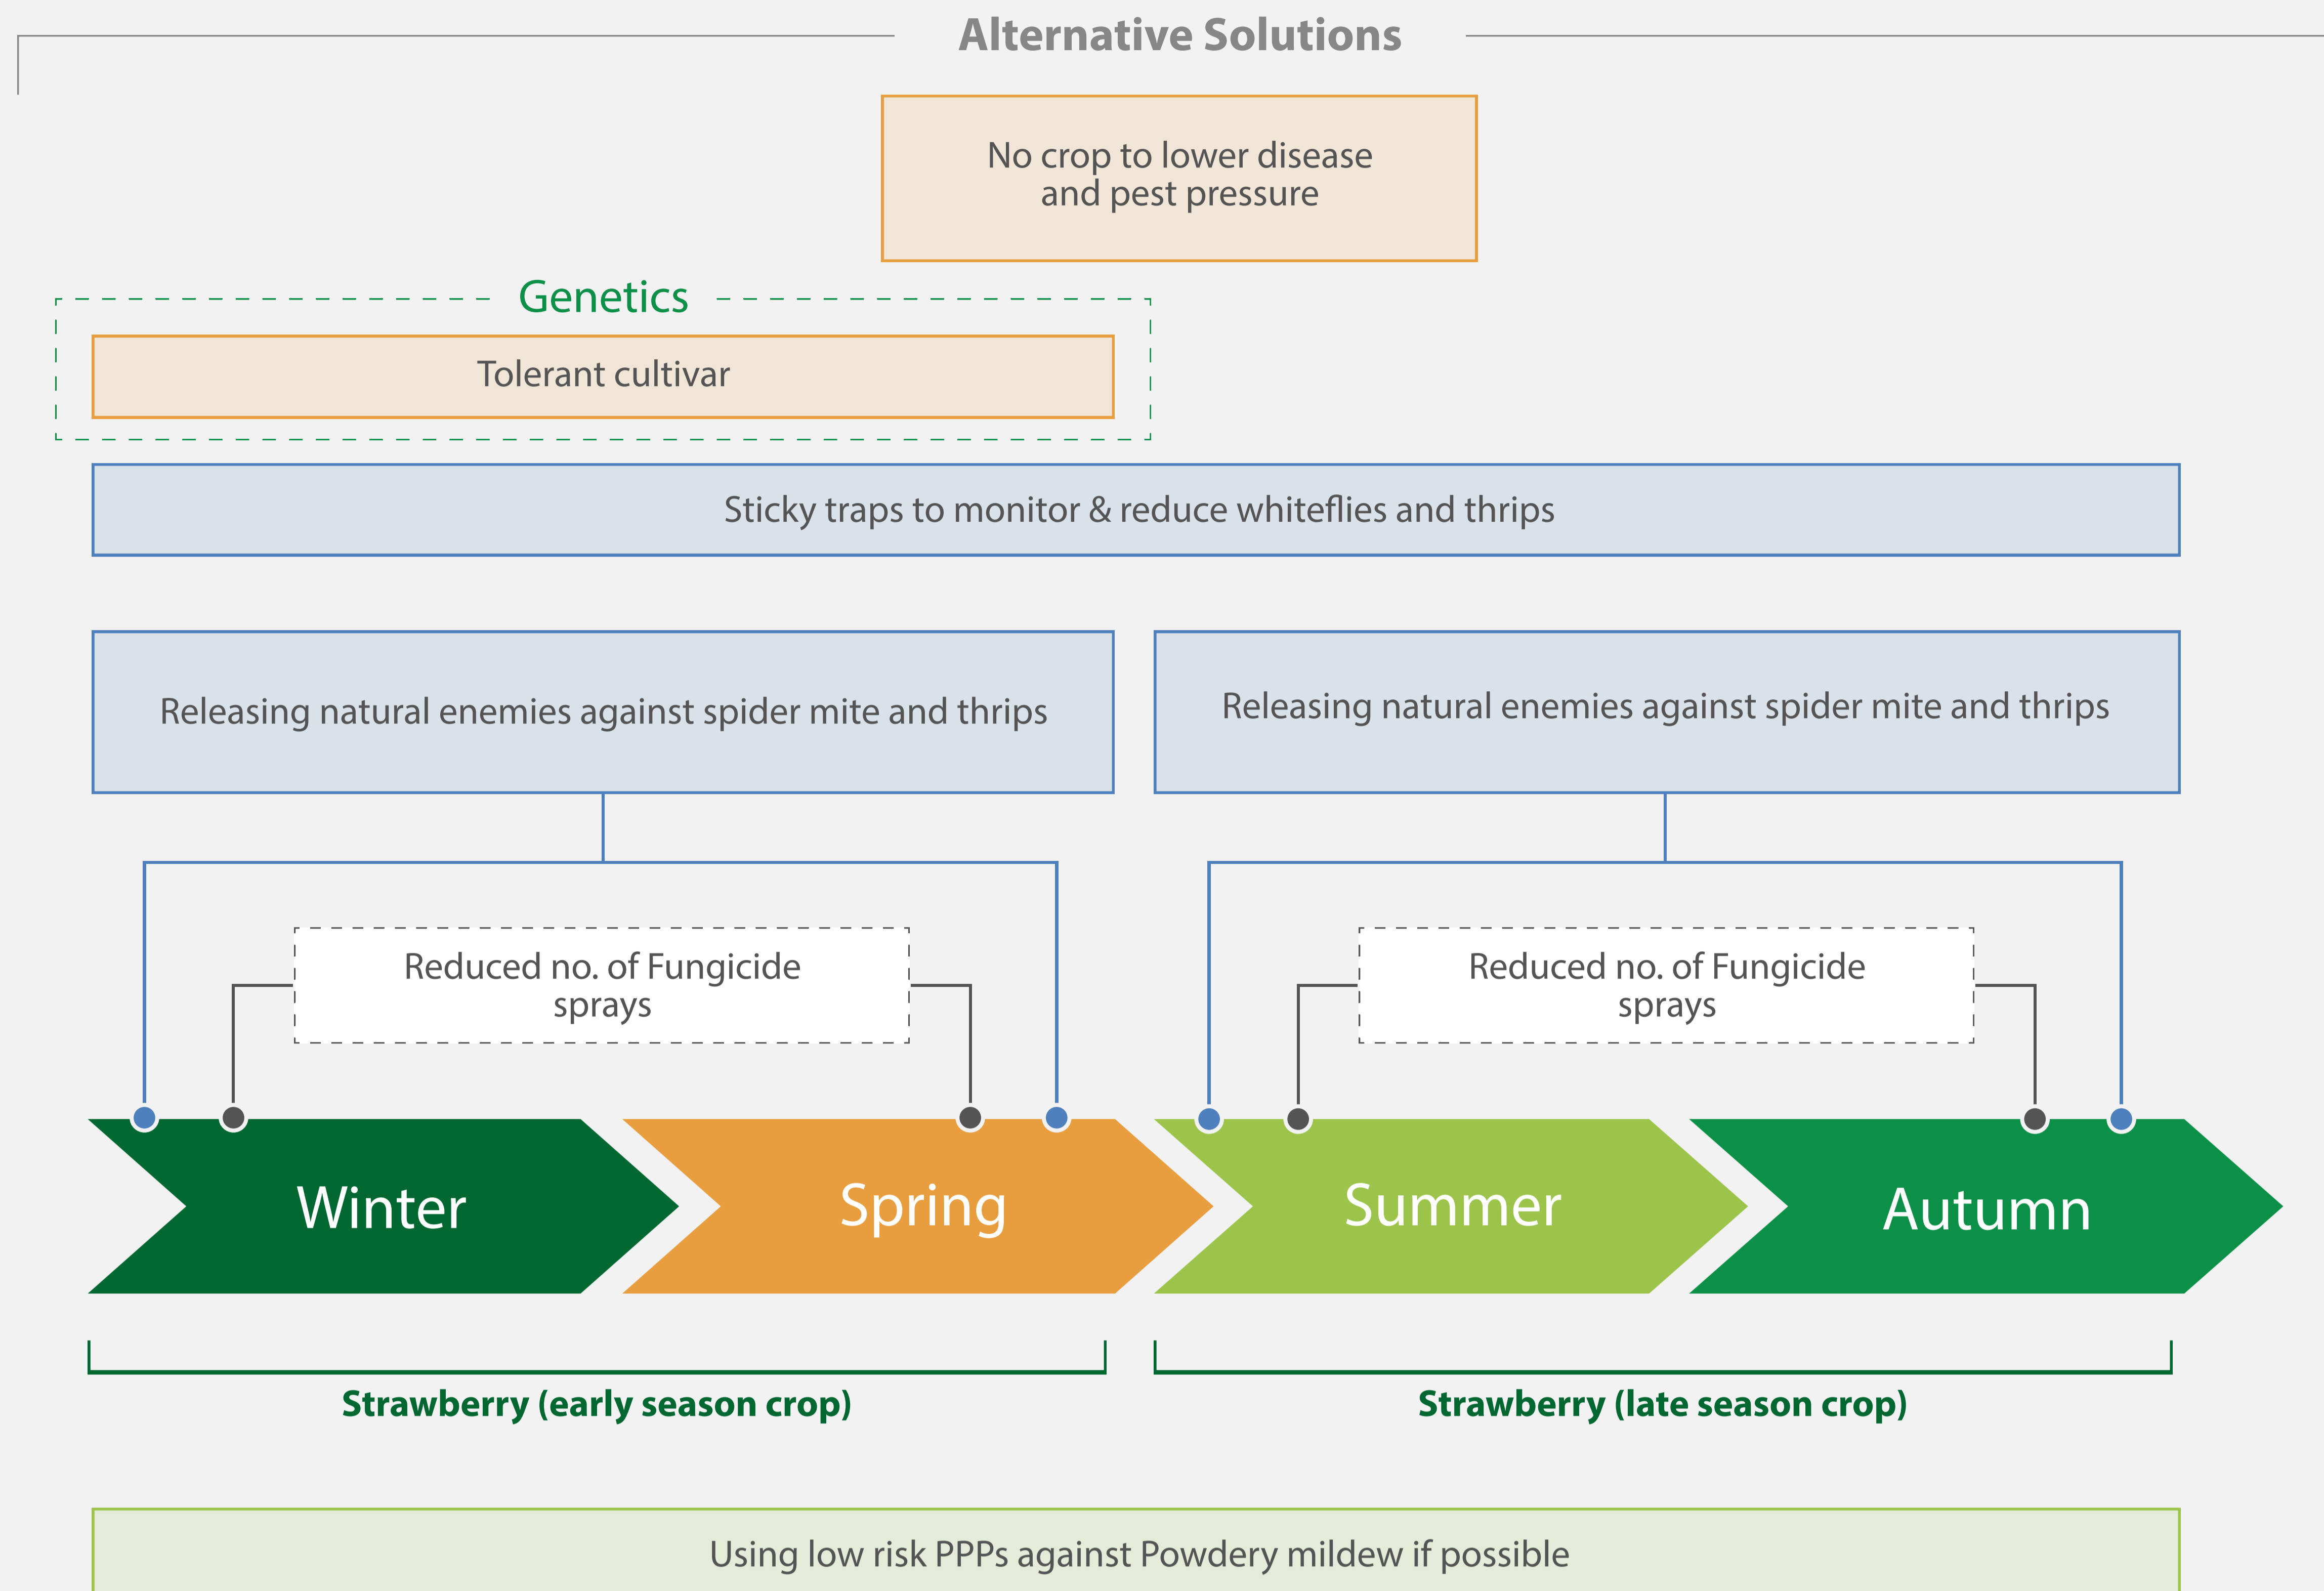 Alternative Solutions
No crop to lower disease
and pest pressure
Genetics
Tolerant cultivar
Sticky traps to monitor & reduce whiteflies and thrips
Releasing natural enemies against spider mite and thrips
Releasing natural enemies against spider mite and thrips
Reduced no. of Fungicide
sprays
Reduced no. of Fungicide
sprays
Winter
Spring
Summer
Autumn
Strawberry (early season crop)
Strawberry (late season crop)
Using low risk PPPs against Powdery mildew if possible